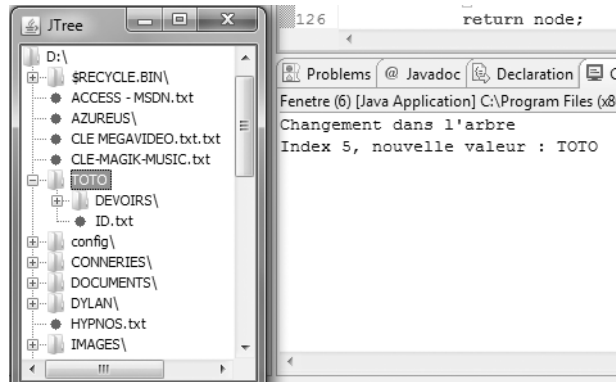 JTree
D:\
$RECYCLE.BIN\
ACCESS - MSDN.txt
AZUREUS\
CLE MEGAVIDEO.txt.txt
CLE-MAGIK-MUSIC.txt
TOTO
DEVOIRS\
ID.txt
config\
CONNERIES\
DOCUMENTS\
DYLAN\
HYPNOS.txt
IMAGES\
126 return node;
Problems @ Javadoc Declaration C
Fenetre (6) [Java Application] C:\Program Files (x8
Changement dans l'arbre
Index 5, nouvelle valeur : TOTO